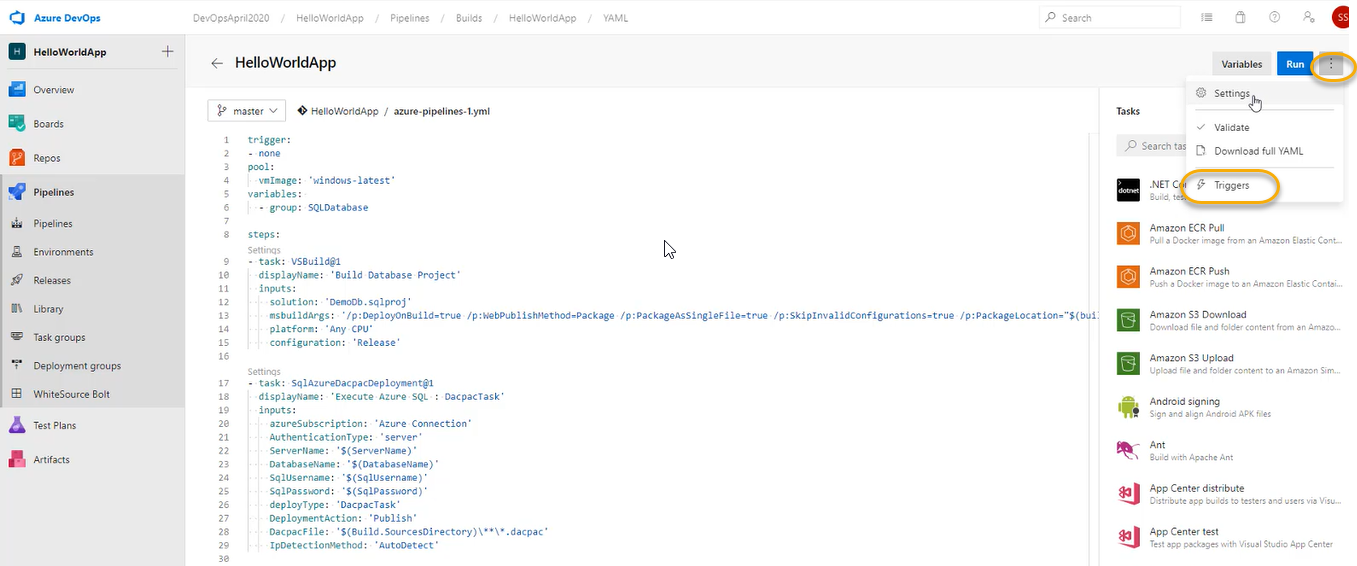 Azure DevOps
DevOpsApril2020 / HelloWorldApp / Pipelines / Builds / HelloWorldApp / YAML
Search
SS
H HelloWorldApp
Overview
Boards
Repos
Pipelines
Pipelines
Environments
Releases
Library
Task groups
Deployment groups
WhiteSource Bolt
Test Plans
Artifacts
HelloWorldApp
Variables
Run
Settings
Validate
Download full YAML
Triggers
master
HelloWorldApp / azure-pipelines-1.yml
1 trigger:
2 - none
3 pool:
4 vmImage: 'windows-latest'
5 variables:
6 - group: SQLDatabase
7
8 steps:
Settings
9 - task: VSBuild@1
10 displayName: 'Build Database Project'
11 inputs:
12 solution: 'DemoDb.sqlproj'
13 msbuildArgs: '/p:DeployOnBuild=true /p:WebPublishMethod=Package /p:PackageAsSingleFile=true /p:SkipInvalidConfigurations=true /p:PackageLocation="$(buil
14 platform: 'Any CPU'
15 configuration: 'Release'
16
Settings
17 - task: SqlAzureDacpacDeployment@1
18 displayName: 'Execute Azure SQL : DacpacTask'
19 inputs:
20 azureSubscription: 'Azure Connection'
21 AuthenticationType: 'server'
22 ServerName: '$(ServerName)'
23 DatabaseName: '$(DatabaseName)'
24 SqlUsername: '$(SqlUsername)'
25 SqlPassword: '$(SqlPassword)'
26 deployType: 'DacpacTask'
27 DeploymentAction: 'Publish'
28 DacpacFile: '$(Build.SourcesDirectory)\**\*.dacpac'
29 IpDetectionMethod: 'AutoDetect'
30
Tasks
Search tas
dotnet
.NET Co
Build, tes
Amazon ECR Pull
Pull a Docker image from an Amazon Elastic Cont...
Amazon ECR Push
Push a Docker image to an Amazon Elastic Contai...
Amazon S3 Download
Download file and folder content from an Amazo...
Amazon S3 Upload
Upload file and folder content to an Amazon Sim...
Android signing
Sign and align Android APK files
Ant
Build with Apache Ant
App Center distribute
Distribute app builds to testers and users via Visu...
App Center test
Test app packages with Visual Studio App Center